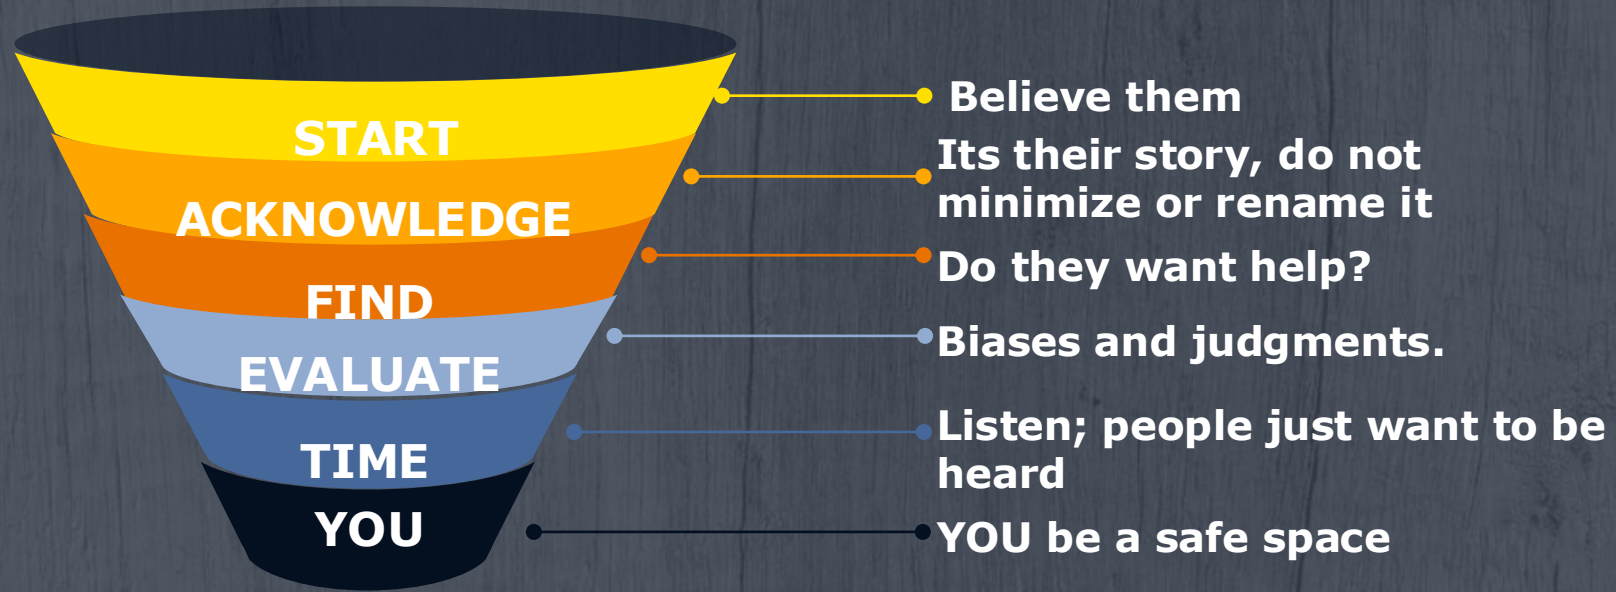 START
Believe them
ACKNOWLEDGE
Its their story, do not
minimize or rename it
FIND
Do they want help?
EVALUATE
Biases and judgments.
TIME
Listen; people just want to be
heard
YOU
YOU be a safe space